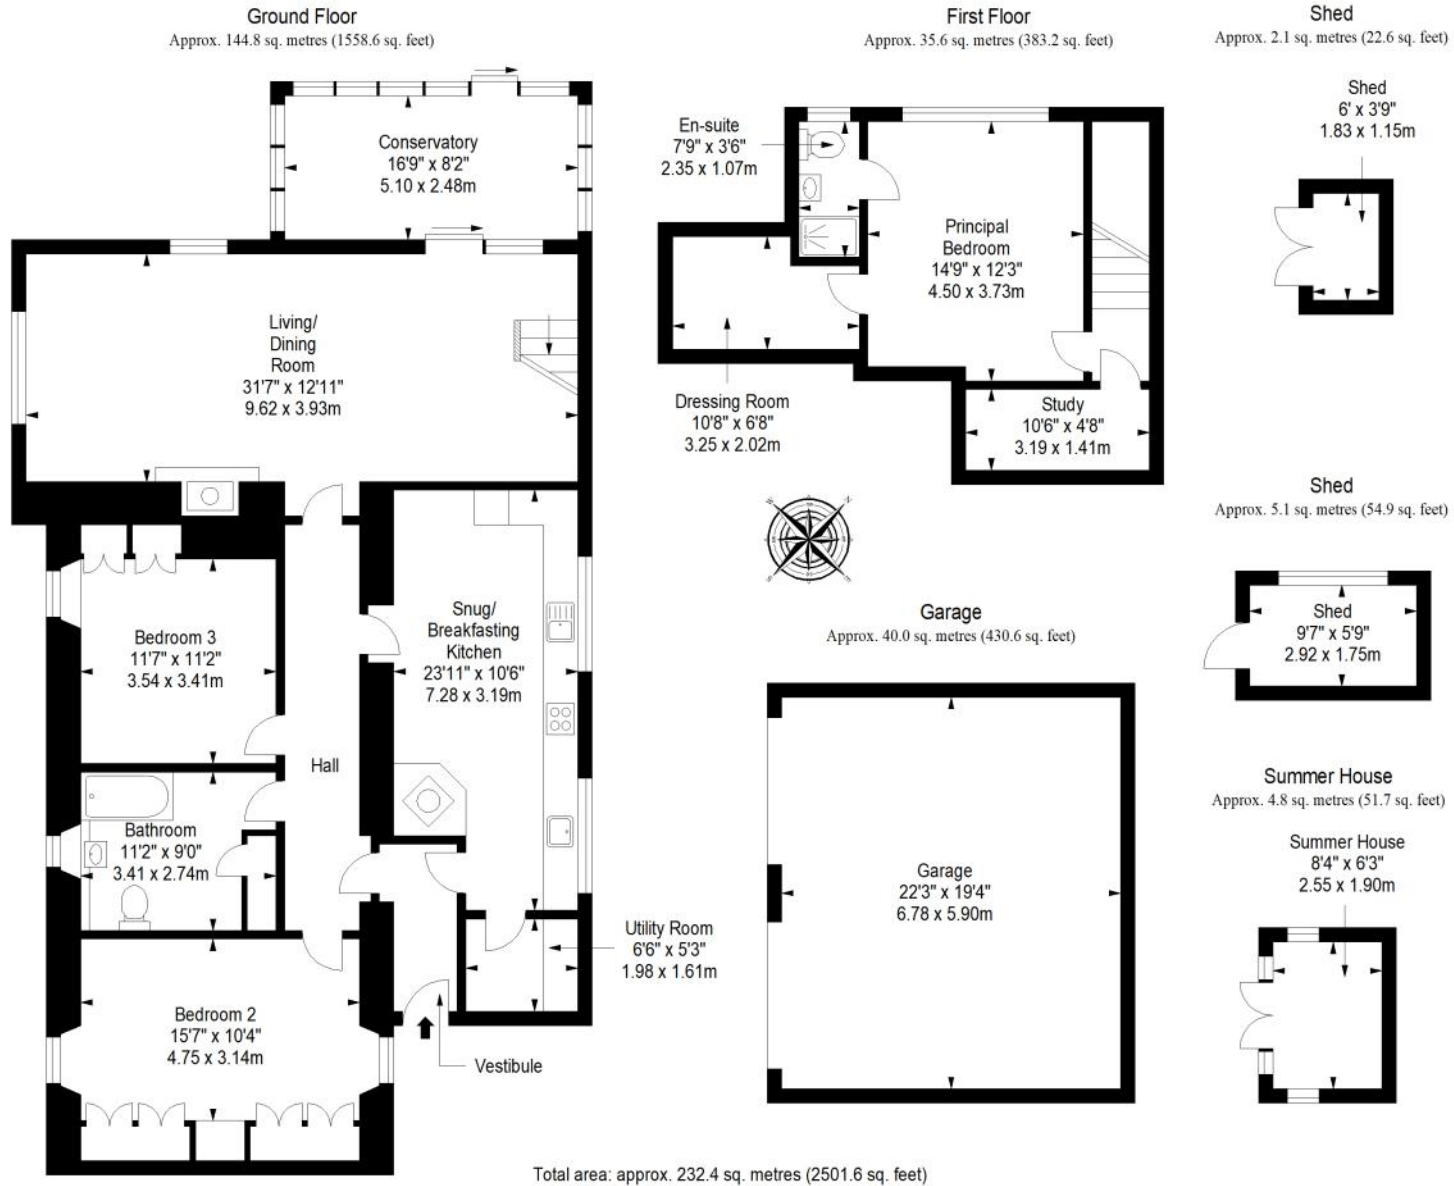 Ground Floor
Approx. 144.8 sq. metres (1558.6 sq. feet)
Conservatory
16'9" x 8'2"
5.10 x 2.48m
Living/
Dining
Room
31'7" x 12'11"
9.62 x 3.93m
Bedroom 3
11'7" x 11'2"
3.54 x 3.41m
Snug/
Breakfasting
Kitchen
23'11" x 10'6"
7.28 x 3.19m
Hall
Bathroom
11'2" x 9'0"
3.41 x 2.74m
Utility Room
6'6" x 5'3"
1.98 x 1.61m
Bedroom 2
15'7" x 10'4"
4.75 x 3.14m
Vestibule
First Floor
Approx. 35.6 sq. metres (383.2 sq. feet)
En-suite
7'9" x 3'6"
2.35 x 1.07m
Principal
Bedroom
14'9" x 12'3"
4.50 x 3.73m
Dressing Room
10'8" x 6'8"
3.25 x 2.02m
Study
10'6" x 4'8"
3.19 x 1.41m
W
N
S
E
Garage
Approx. 40.0 sq. metres (430.6 sq. feet)
Garage
22'3" x 19'4"
6.78 x 5.90m
Shed
Approx. 2.1 sq. metres (22.6 sq. feet)
Shed
6' x 3'9"
1.83 x 1.15m
Shed
Approx. 5.1 sq. metres (54.9 sq. feet)
Shed
9'7" x 5'9"
2.92 x 1.75m
Summer House
Approx. 4.8 sq. metres (51.7 sq. feet)
Summer House
8'4" x 6'3"
2.55 x 1.90m
Total area: approx. 232.4 sq. metres (2501.6 sq. feet)